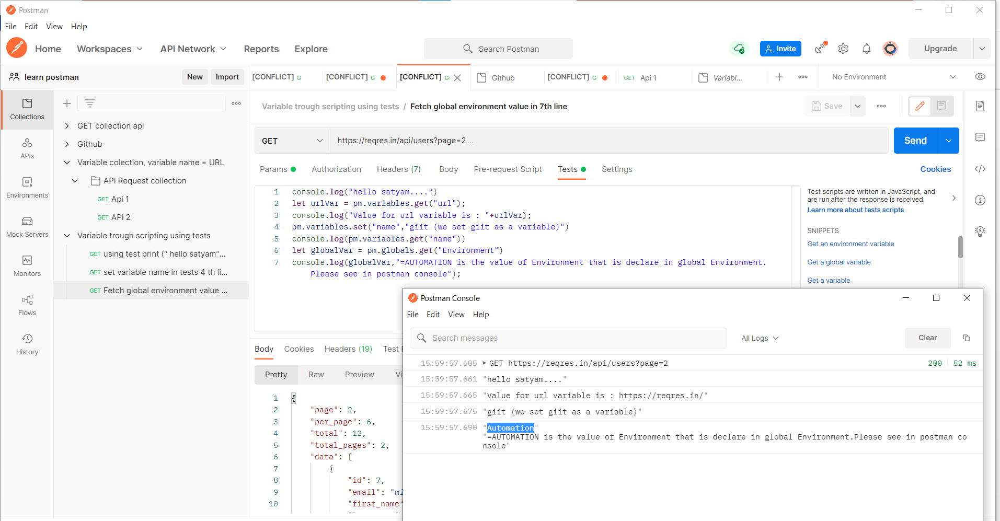 Postman
File Edit View Help
Home Workspaces API Network Reports Explore
Search Postman
Invite
Upgrade
learn postman
New Import
[CONFLICT] G
[CONFLICT] G
[CONFLICT]
Github
[CONFLICT] G
GET Api 1
Variabl...
No Environment
Collections
APIs
Environments
Mock Servers
Monitors
Flows
History
GET collection api
Github
Variable colection, variable name = URL
API Request collection
GET Api 1
GET API 2
Variable trough scripting using tests
GET using test print (" hello satyam"...
GET set variable name in tests 4 th li...
GET Fetch global environment value ...
Variable trough scripting using tests / Fetch global environment value in 7th line
Save
GET
https://reqres.in/api/users?page=2 ...
Send
Params Authorization Headers (7) Body Pre-request Script Tests Settings
Cookies
1 console.log("hello satyam....")
2 let urlVar = pm.variables.get("url");
3 console.log("Value for url variable is : "+urlVar);
4 pm.variables.set("name","giit (we set giit as a variable)")
5 console.log(pm.variables.get("name"))
6 let globalVar = pm.globals.get("Environment")
7 console.log(globalVar,"=AUTOMATION is the value of Environment that is declare in global Environment.
Please see in postman console");
Test scripts are written in JavaScript, and
are run after the response is received.
Learn more about tests scripts
SNIPPETS
Get an environment variable
Get a global variable
Get a variable
Body Cookies Headers (19) Test
Pretty Raw Preview
1 {
2 "page": 2,
3 "per_page": 6,
4 "total": 12,
5 "total_pages": 2,
6 "data": [
7 {
8 "id": 7,
9 "email": "mi
10 "first_name"
Postman Console
File Edit View Help
Search messages
All Logs
Clear
15:59:57.605 GET https://reqres.in/api/users?page=2 200 52 ms
15:59:57.661 "hello satyam...."
15:59:57.665 "Value for url variable is : https://reqres.in/"
15:59:57.675 "giit (we set giit as a variable)"
15:59:57.690 "Automation"
"=AUTOMATION is the value of Environment that is declare in global Environment.Please see in postman co
nsole"